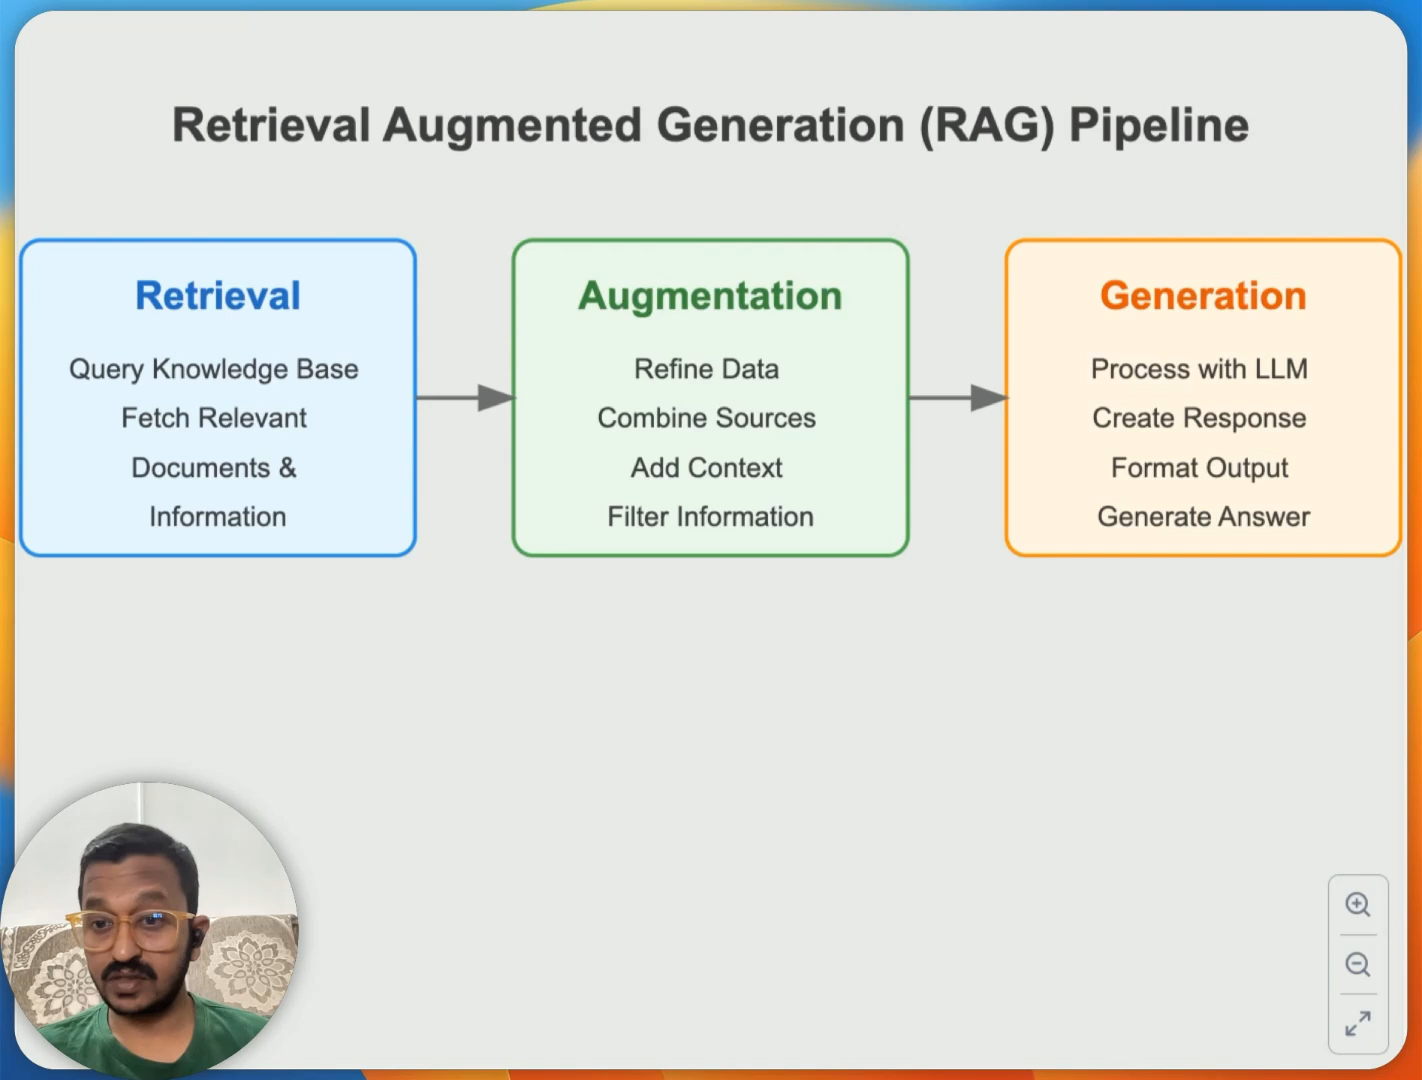 Retrieval Augmented Generation (RAG) Pipeline
Retrieval
Query Knowledge Base
Fetch Relevant
Documents &
Information
Augmentation
Refine Data
Combine Sources
Add Context
Filter Information
Generation
Process with LLM
Create Response
Format Output
Generate Answer